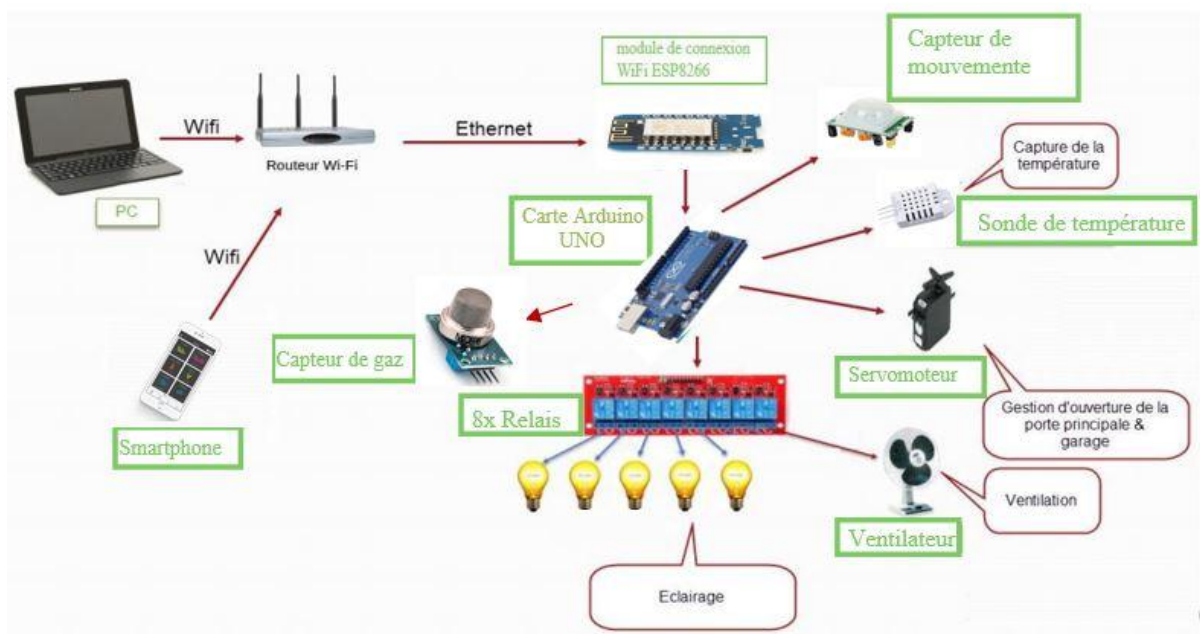 module de connexion
WiFi ESP8266
Capteur de
mouvemente
Wifi
Ethernet
Routeur Wi-Fi
Capture de la
température
PC
Carte Arduino
UNO
Sonde de température
Wifi
Capteur de gaz
Servomoteur
8x Relais
Gestion d'ouverture de la
porte principale &
garage
Smartphone
Ventilation
Ventilateur
Eclairage